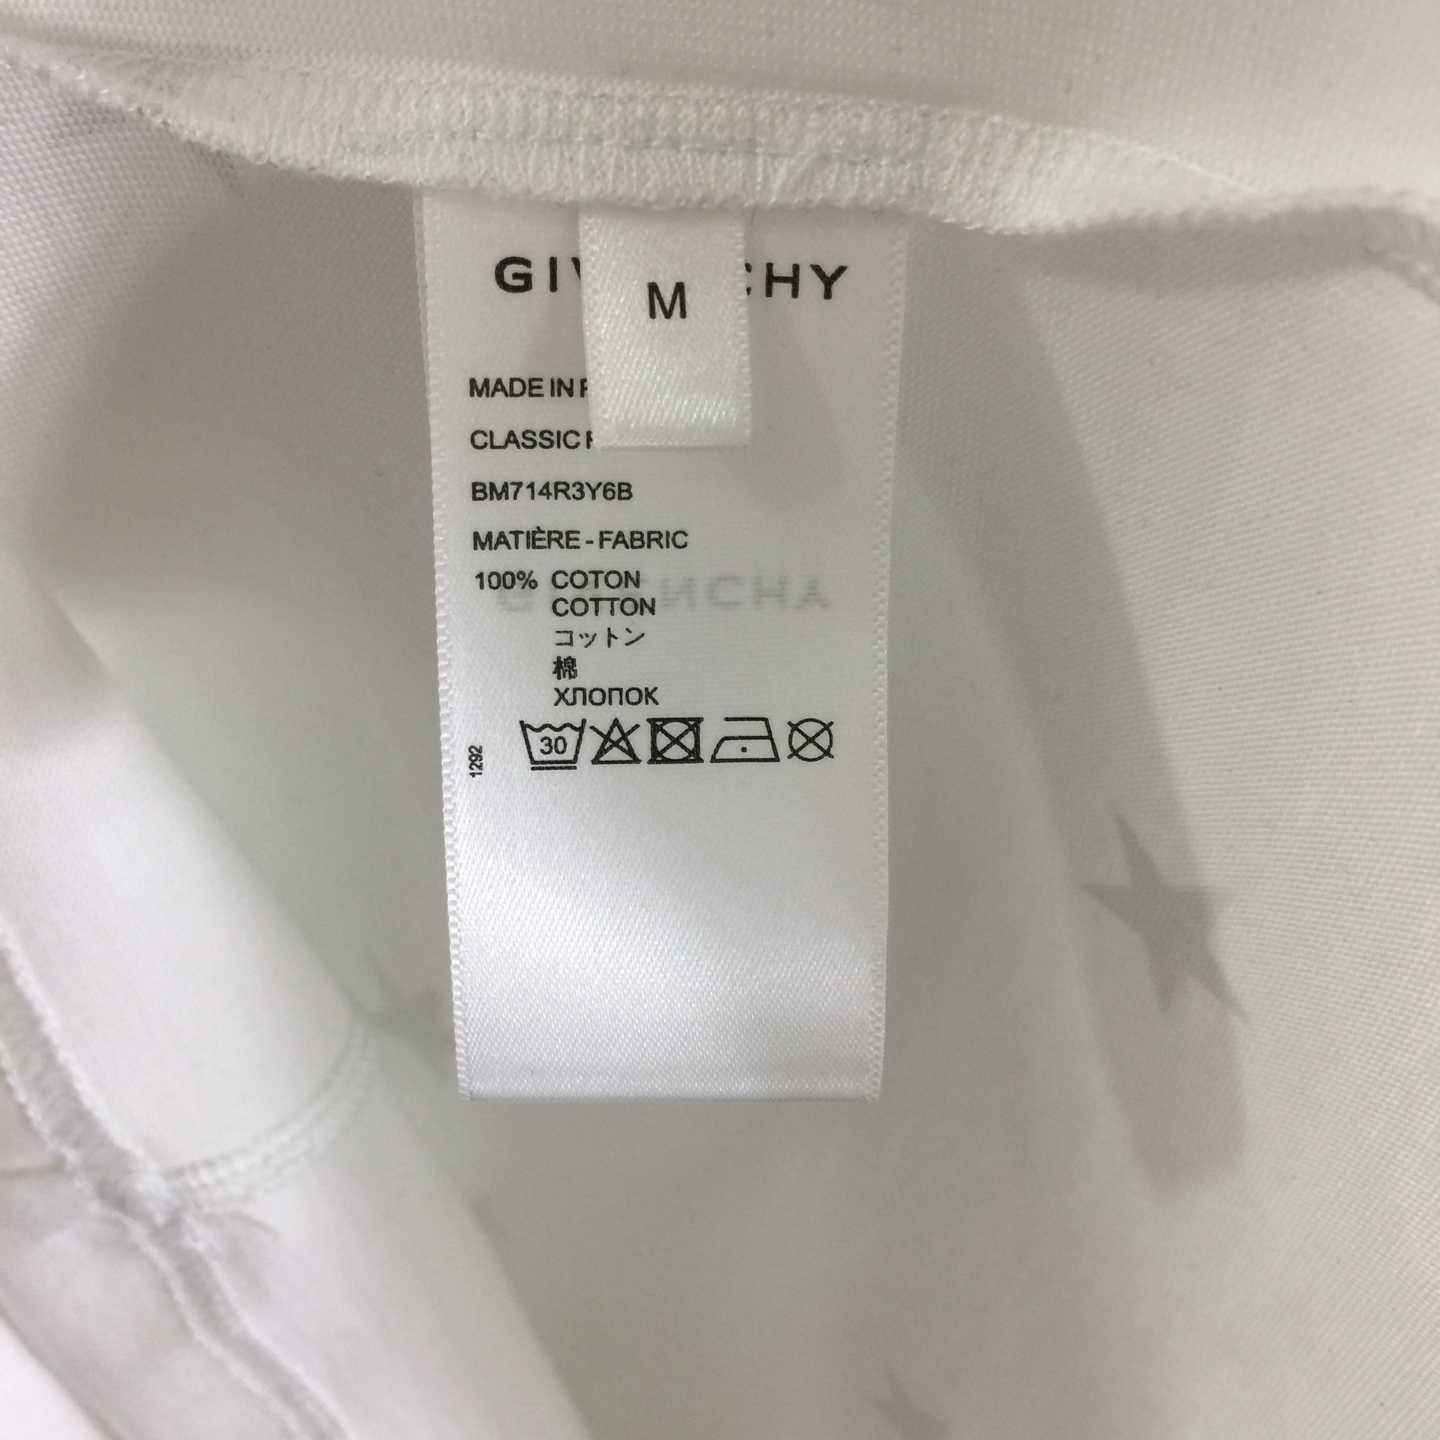 GIV CHY
M
MADE IN
CLASSIC
BM714R3Y6B
MATIÈRE - FABRIC
100% COTON
COTTON
コットン
棉
ХЛОПОК
30
1292